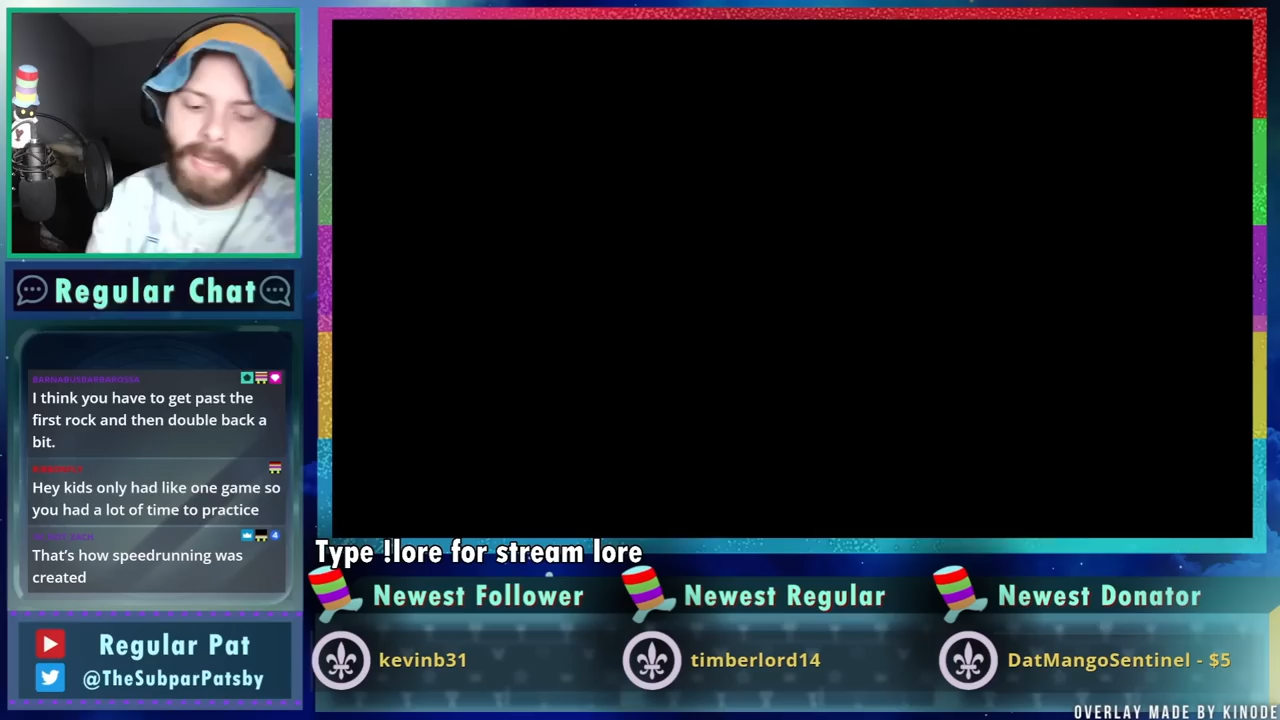 Regular Chat
BARNABUSBARBAROSSA
I think you have to get past the
first rock and then double back a
bit.
Hey kids only had like one game so
you had a lot of time to practice
4
That's how speedrunning was
created
Regular Pat
@TheSubparPatsby
Type !lore for stream lore
Newest Follower
Newest Regular
Newest Donator
kevinb31
timberlord14
DatMangoSentinel - $5
OVERLAY MADE BY KINODE